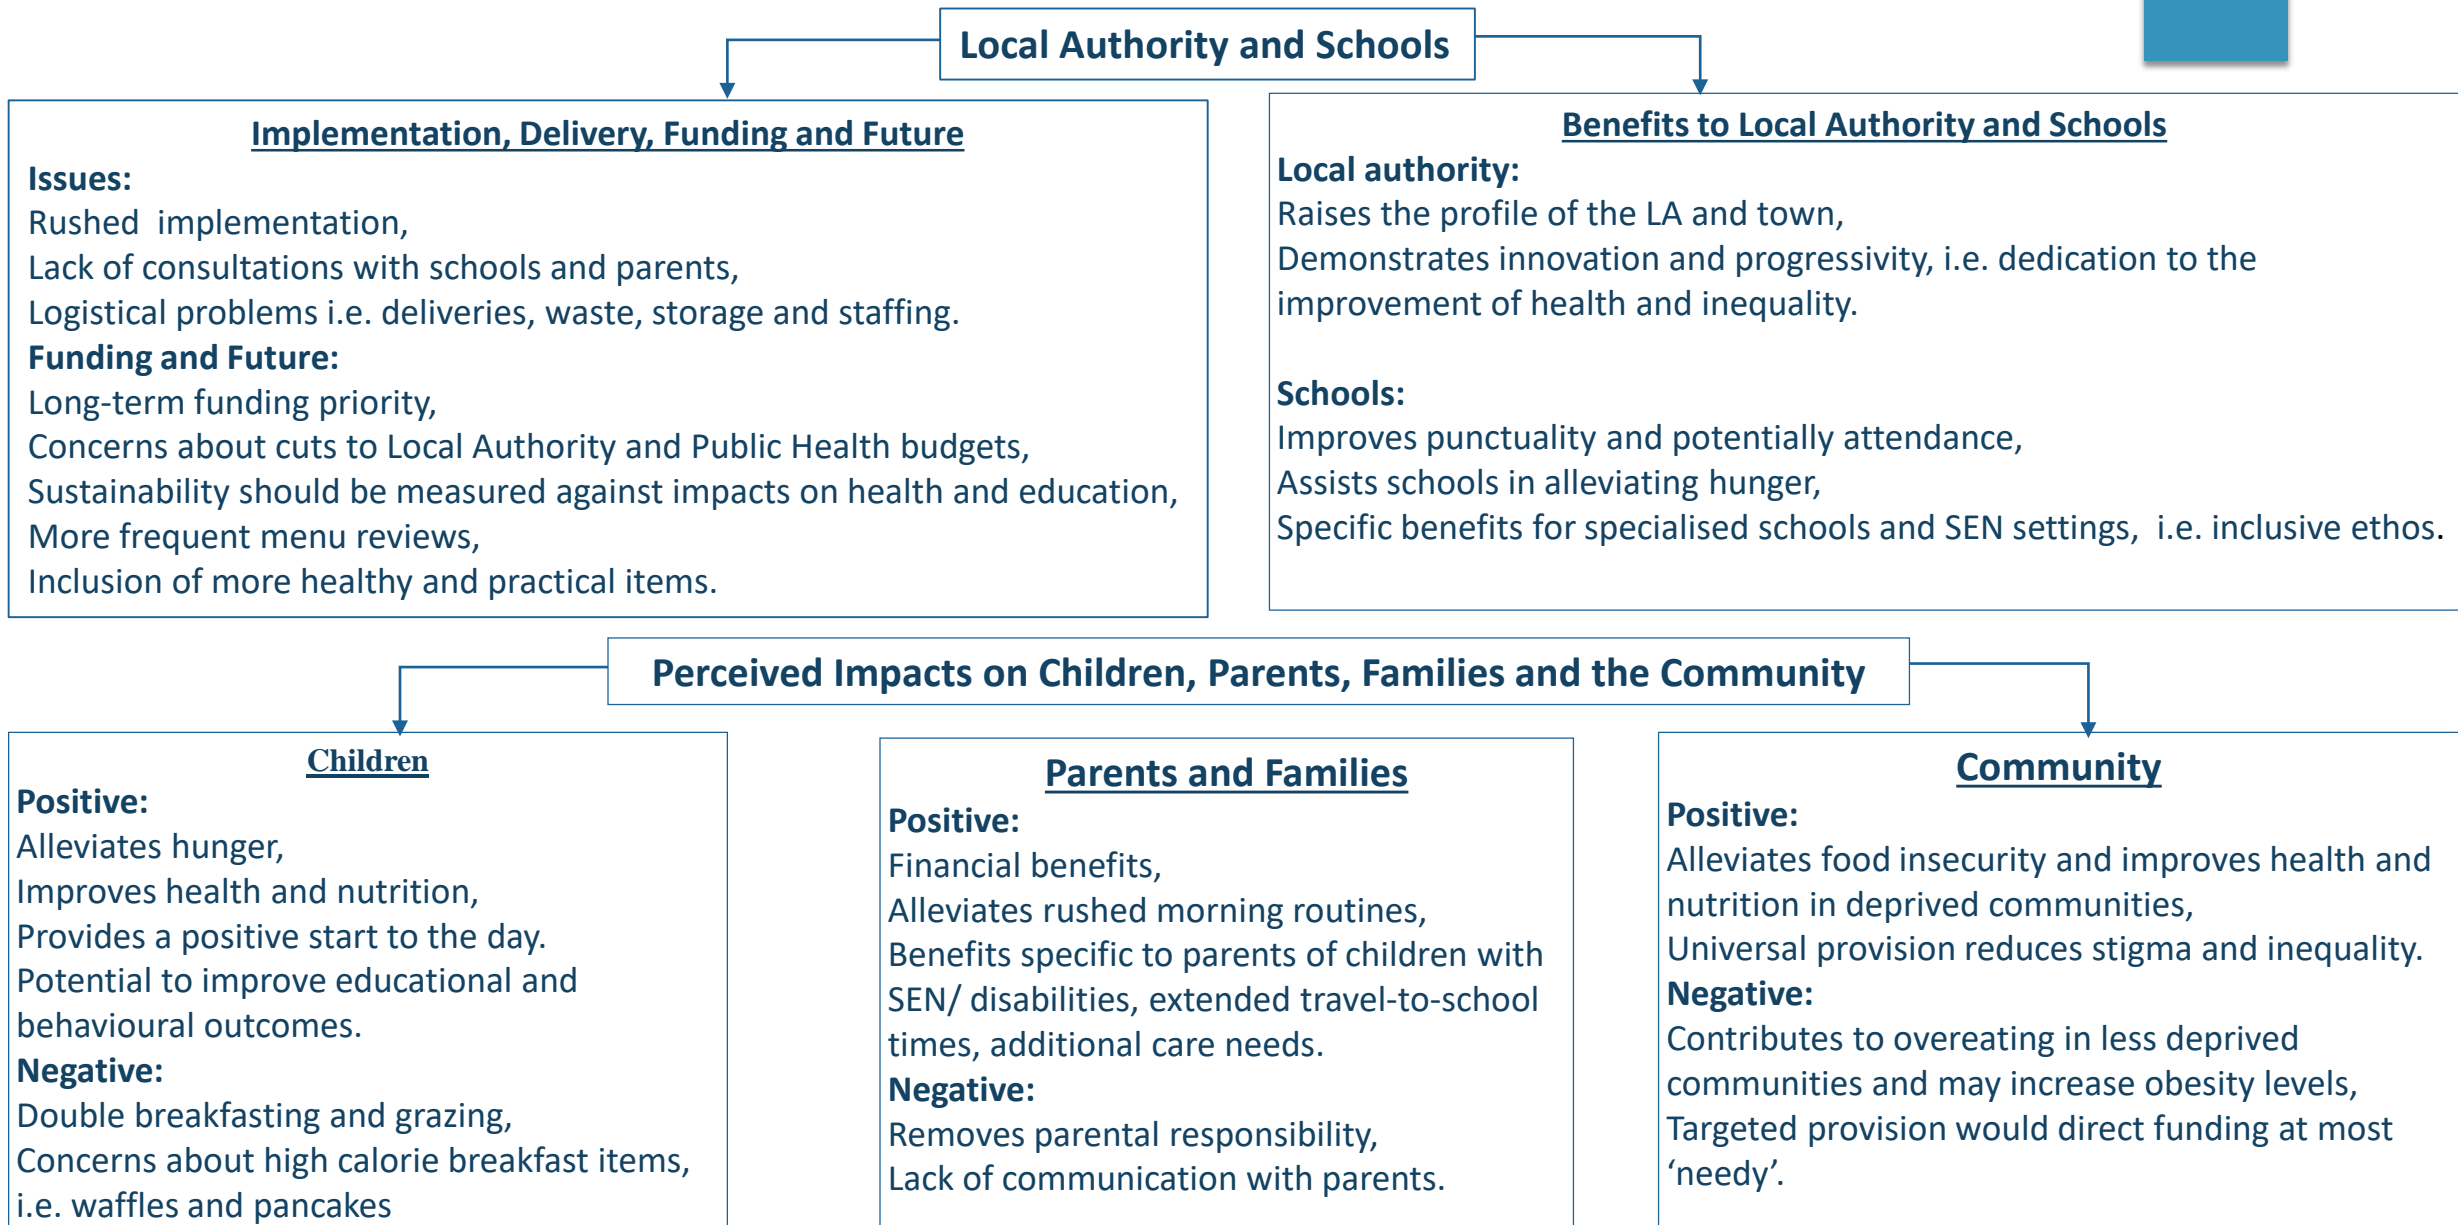 Local Authority and Schools
Implementation, Delivery, Funding and Future
Issues:
Rushed  implementation,
Lack of consultations with schools and parents,
Logistical problems i.e. deliveries, waste, storage and staffing.
Funding and Future:
Long-term funding priority,
Concerns about cuts to Local Authority and Public Health budgets,
Sustainability should be measured against impacts on health and education,
More frequent menu reviews,
Inclusion of more healthy and practical items.
Benefits to Local Authority and Schools
Local authority:
Raises the profile of the LA and town,
Demonstrates innovation and progressivity, i.e. dedication to the
improvement of health and inequality.
Schools:
Improves punctuality and potentially attendance,
Assists schools in alleviating hunger,
Specific benefits for specialised schools and SEN settings,  i.e. inclusive ethos.
Perceived Impacts on Children, Parents, Families and the Community
Children
Positive:
Alleviates hunger,
Improves health and nutrition,
Provides a positive start to the day.
Potential to improve educational and
behavioural outcomes.
Negative:
Double breakfasting and grazing,
Concerns about high calorie breakfast items,
i.e. waffles and pancakes
Parents and Families
Positive:
Financial benefits,
Alleviates rushed morning routines,
Benefits specific to parents of children with
SEN/ disabilities, extended travel-to-school
times, additional care needs.
Negative:
Removes parental responsibility,
Lack of communication with parents.
Community
Positive:
Alleviates food insecurity and improves health and
nutrition in deprived communities,
Universal provision reduces stigma and inequality.
Negative:
Contributes to overeating in less deprived
communities and may increase obesity levels,
Targeted provision would direct funding at most
‘needy’.